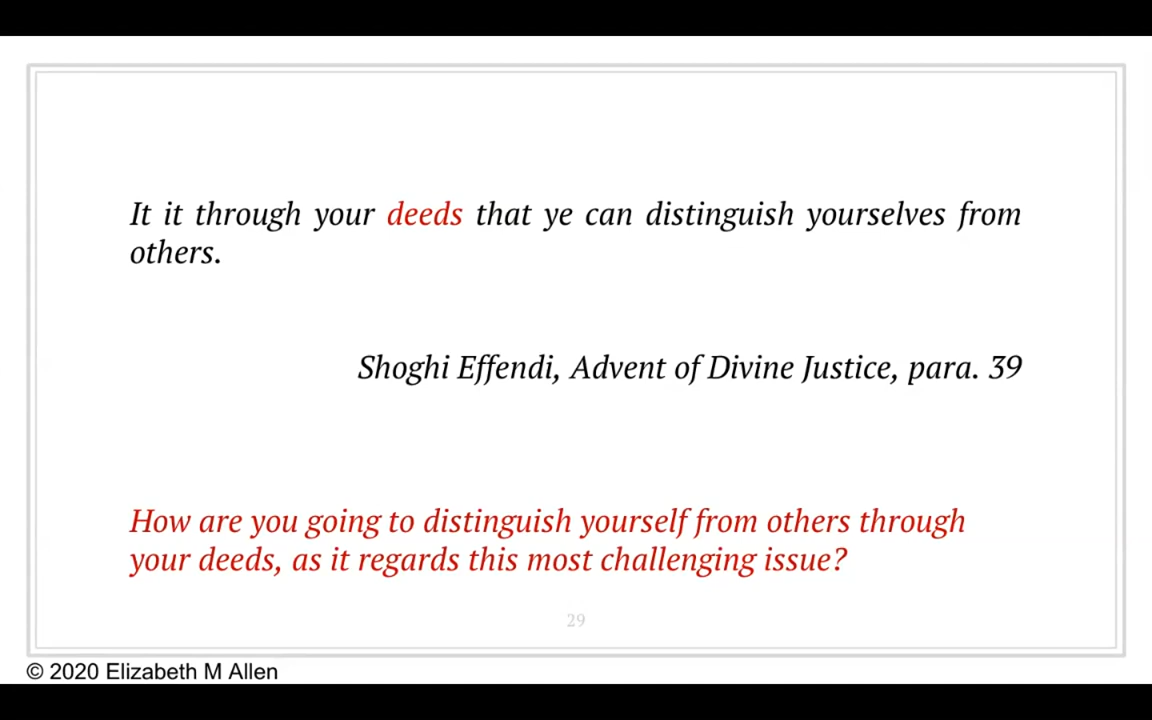 It it through your deeds that ye can distinguish yourselves from
others.
Shoghi Effendi, Advent of Divine Justice, para. 39
How are you going to distinguish yourself from others through
your deeds, as it regards this most challenging issue?
29
© 2020 Elizabeth M Allen